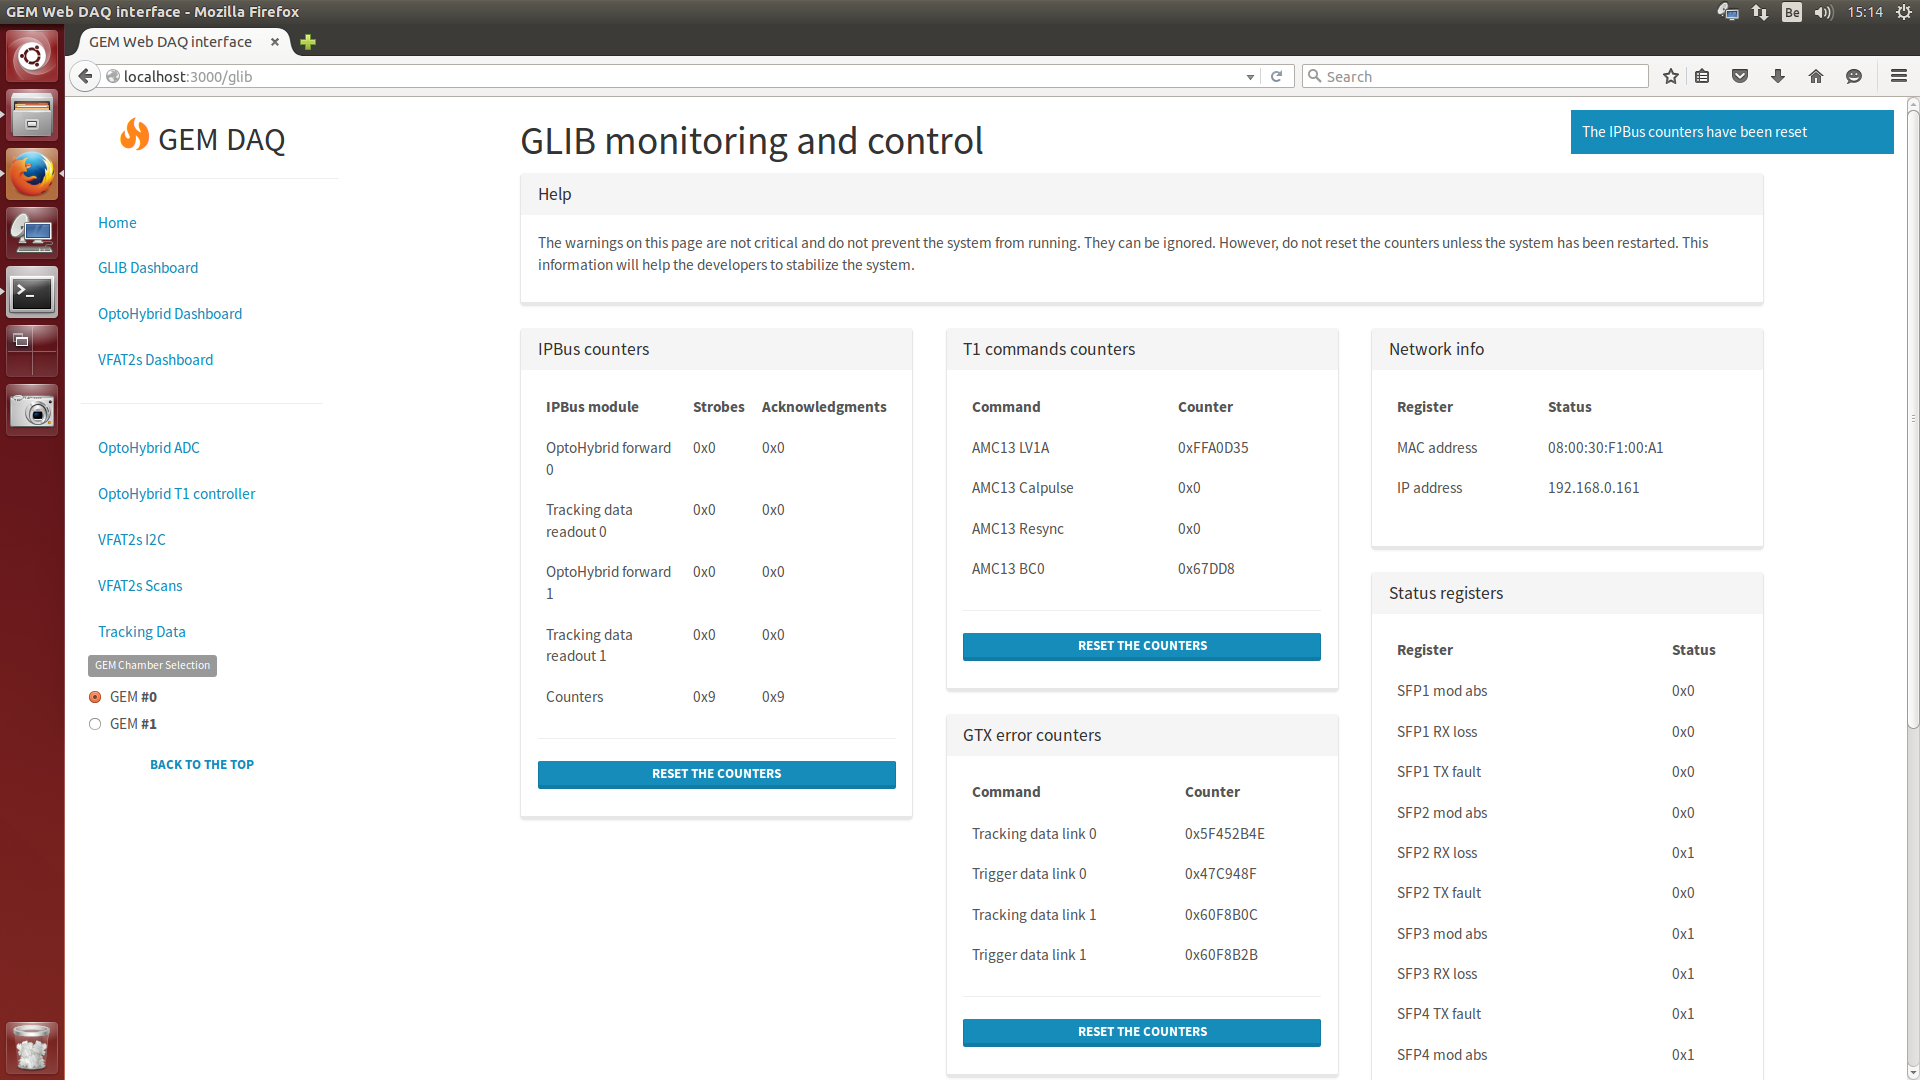 GEM Web DAQ interface - Mozilla Firefox
Be
15:14
GEM Web DAQ interface
localhost:3000/glib
Search
GEM DAQ
Home
GLIB Dashboard
OptoHybrid Dashboard
VFAT2s Dashboard
OptoHybrid ADC
OptoHybrid T1 controller
VFAT2s I2C
VFAT2s Scans
Tracking Data
GEM Chamber Selection
GEM #0
GEM #1
BACK TO THE TOP
GLIB monitoring and control
The IPBus counters have been reset
Help
The warnings on this page are not critical and do not prevent the system from running. They can be ignored. However, do not reset the counters unless the system has been restarted. This
information will help the developers to stabilize the system.
IPBus counters
IPBus module Strobes Acknowledgments
OptoHybrid forward 0x0 0x0
0
Tracking data 0x0 0x0
readout 0
OptoHybrid forward 0x0 0x0
1
Tracking data 0x0 0x0
readout 1
Counters 0x9 0x9
RESET THE COUNTERS
T1 commands counters
Command Counter
AMC13 LV1A 0xFFA0D35
AMC13 Calpulse 0x0
AMC13 Resync 0x0
AMC13 BC0 0x67DD8
RESET THE COUNTERS
GTX error counters
Command Counter
Tracking data link 0 0x5F452B4E
Trigger data link 0 0x47C948F
Tracking data link 1 0x60F8B0C
Trigger data link 1 0x60F8B2B
RESET THE COUNTERS
Network info
Register Status
MAC address 08:00:30:F1:00:A1
IP address 192.168.0.161
Status registers
Register Status
SFP1 mod abs 0x0
SFP1 RX loss 0x0
SFP1 TX fault 0x0
SFP2 mod abs 0x0
SFP2 RX loss 0x1
SFP2 TX fault 0x0
SFP3 mod abs 0x1
SFP3 RX loss 0x1
SFP4 TX fault 0x1
SFP4 mod abs 0x1